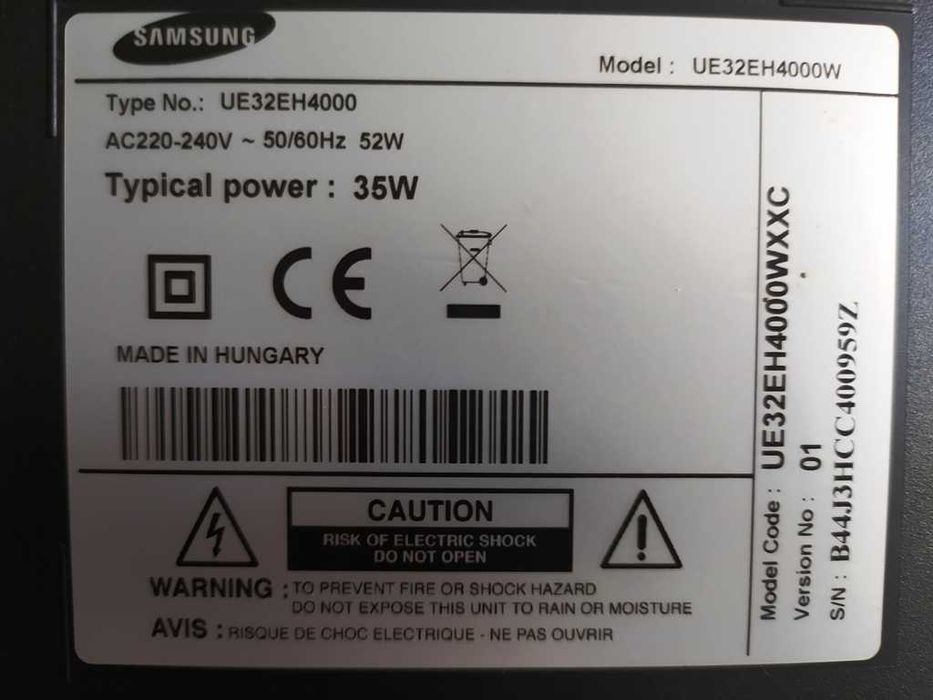 SAMSUNG
Model : UE32EH4000W
Type No.: UE32EH4000
AC220-240V ~ 50/60Hz 52W
Typical power : 35W
CE
MADE IN HUNGARY
CAUTION
RISK OF ELECTRIC SHOCK
DO NOT OPEN
WARNING : TO PREVENT FIRE OR SHOCK HAZARD
DO NOT EXPOSE THIS UNIT TO RAIN OR MOISTURE
AVIS : RISQUE DE CHOC ELECTRIQUE - NE PAS OUVRIR
Model Code : UE32EH4000WXXC
Version No : 01
S/N : B44J3HCC400959Z